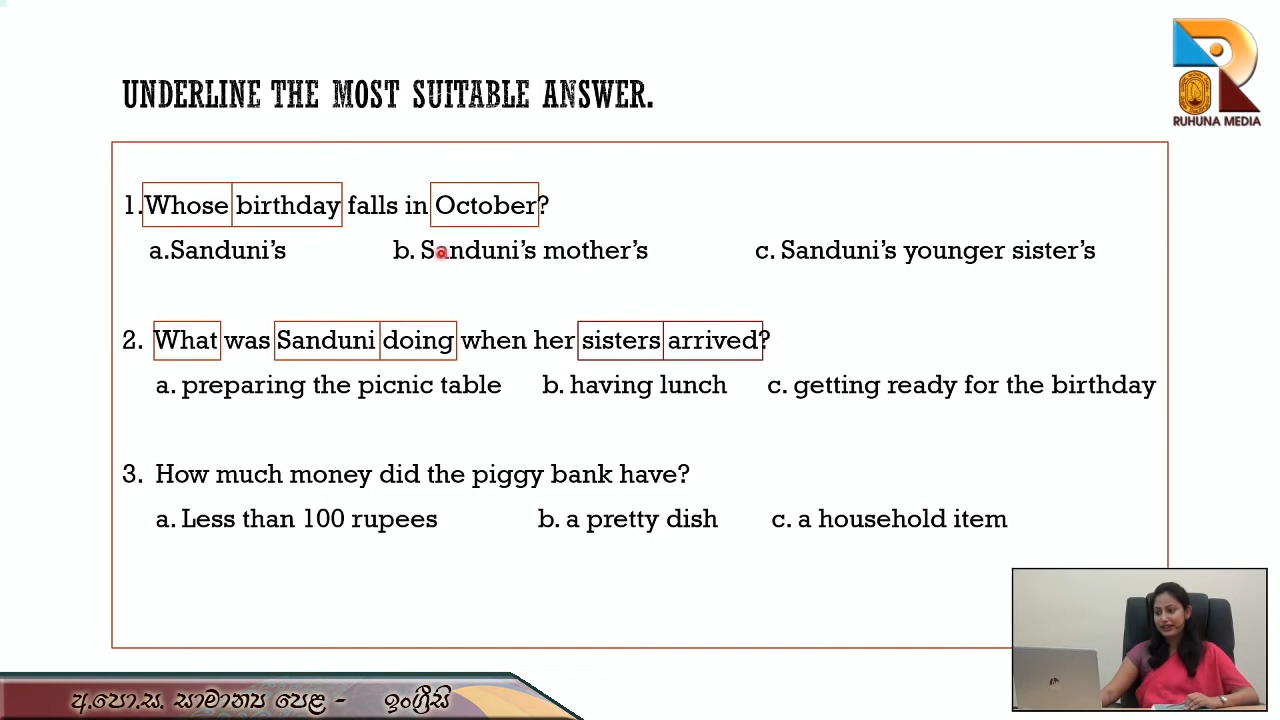 UNDERLINE THE MOST SUITABLE ANSWER.
RUHUNA MEDIA
1.Whose birthday falls in October?
a.Sanduni’s b. Sanduni’s mother’s c. Sanduni’s younger sister’s
2. What was Sanduni doing when her sisters arrived?
a. preparing the picnic table b. having lunch c. getting ready for the birthday
3. How much money did the piggy bank have?
a. Less than 100 rupees b. a pretty dish c. a household item
අ.පො.ස. සාමාන්‍ය පෙළ - ඉංග්‍රීසි